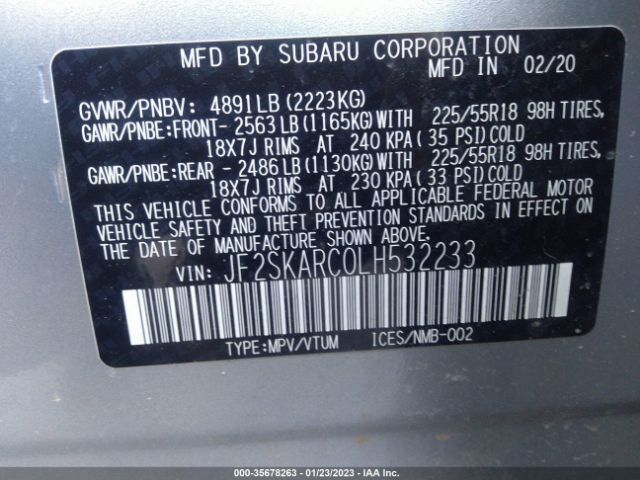 MFD BY SUBARU CORPORATION
MFD IN 02/20
GVWR/PNBV: 4891LB (2223KG)
GAWR/PNBE:FRONT- 2563LB (1165KG) WITH 225/55R18 98H TIRES,
18X7J RIMS AT 240 KPA (35 PSI) COLD
GAWR/PNBE:REAR - 2486LB (1130KG) WITH 225/55R18 98H TIRES,
18X7J RIMS AT 230 KPA (33 PSI) COLD
THIS VEHICLE CONFORMS TO ALL APPLICABLE FEDERAL MOTOR
VEHICLE SAFETY AND THEFT PREVENTION STANDARDS IN EFFECT ON
THE DATE OF MANUFACTURE SHOWN ABOVE.
VIN: JF2SKARC0LH532233
TYPE:MPV/VTUM ICES/NMB-002
000-35678263 - 01/23/2023 - IAA Inc.